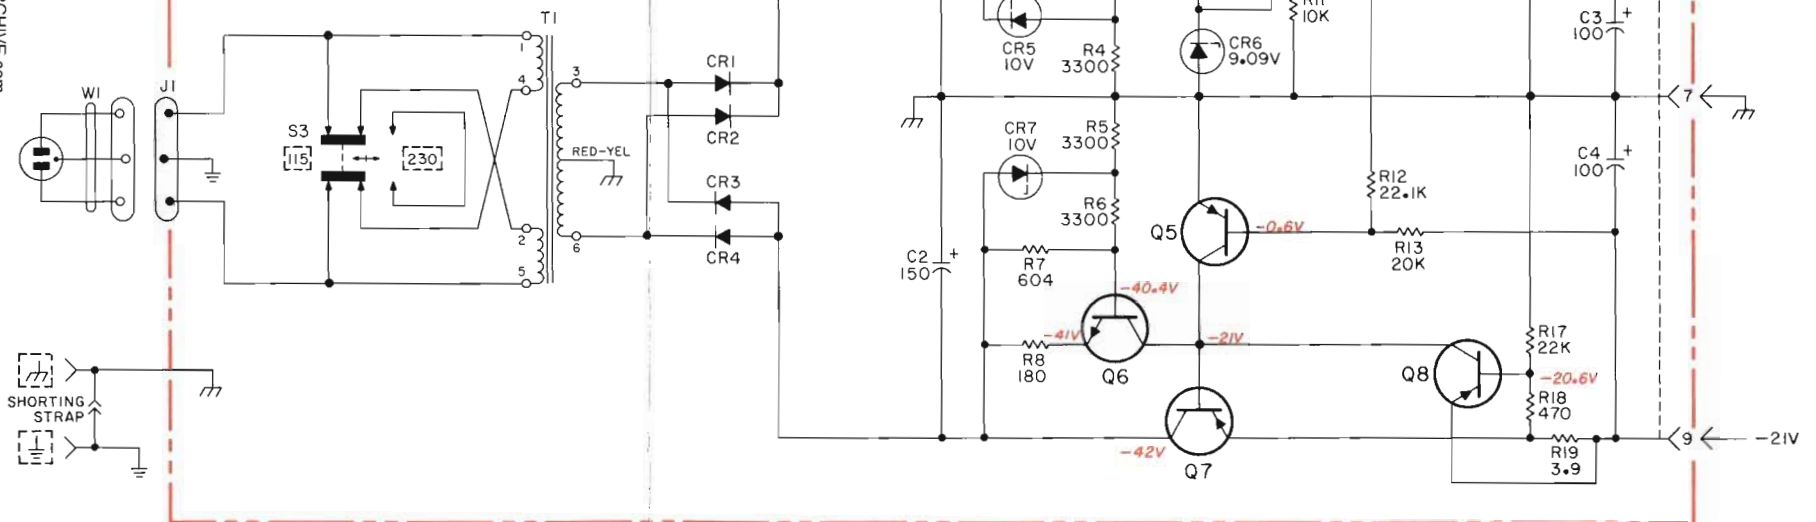 T1
R11
10K
C3
100
+
CR5
10V
R4
3300
CR6
9.09V
1
4
3
CR1
CR2
W1
J1
7
S3
115
230
RED-YEL
CR7
10V
R5
3300
C4
100
+
CR3
R6
3300
R12
22.1K
2
5
6
CR4
Q5
-0.6V
R13
20K
C2
150
+
R7
604
-40.4V
-41V
-21V
R8
180
Q6
R17
22K
Q8
-20.6V
R18
470
SHORTING
STRAP
-42V
Q7
R19
3.9
9
-21V